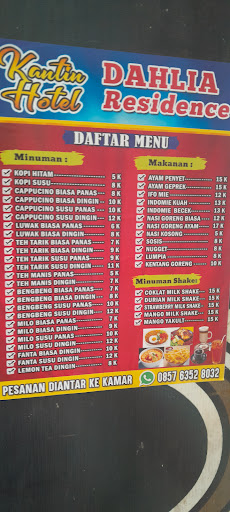 Kantin
Hotel
DAHLIA
Residence
DAFTAR MENU
Minuman :
KOPI HITAM 5 K
KOPI SUSU 8 K
CAPPUCINO BIASA PANAS 8 K
CAPPUCINO BIASA DINGIN 10 K
CAPPUCINO SUSU PANAS 10 K
CAPPUCINO SUSU DINGIN 12 K
LUWAK BIASA PANAS 6 K
LUWAK BIASA DINGIN 8 K
TEH TARIK BIASA PANAS 7 K
TEH TARIK BIASA DINGIN 9 K
TEH TARIK SUSU PANAS 9 K
TEH TARIK SUSU DINGIN 11 K
TEH MANIS PANAS 5 K
TEH MANIS DINGIN 7 K
BENGBENG BIASA PANAS 7 K
BENGBENG BIASA DINGIN 8 K
BENGBENG SUSU PANAS 10 K
BENGBENG SUSU DINGIN 12 K
MILO BIASA PANAS 7 K
MILO BIASA DINGIN 9 K
MILO SUSU PANAS 10 K
MILO SUSU DINGIN 12 K
FANTA BIASA DINGIN 10 K
FANTA SUSU DINGIN 12 K
LEMON TEA DINGIN 8 K
Makanan :
AYAM PENYET 15 K
AYAM GEPREK 15 K
IFO MIE 15 K
INDOMIE KUAH 13 K
INDOMIE BECEK 13 K
NASI GORENG BIASA 12 K
NASI GORENG AYAM 17 K
NASI KOSONG
SOSIS
NUGGET
LUMPIA 8 K
KENTANG GORENG 10 K
Minuman Shake:
COKLAT MILK SHAKE 15 K
DURIAN MILK SHAKE 15 K
STRAWBERRY MILK SHAKE 15 K
MANGO MILK SHAKE 15 K
MANGO YAKULT 15 K
PESANAN DIANTAR KE KAMAR
0857 6352 8032